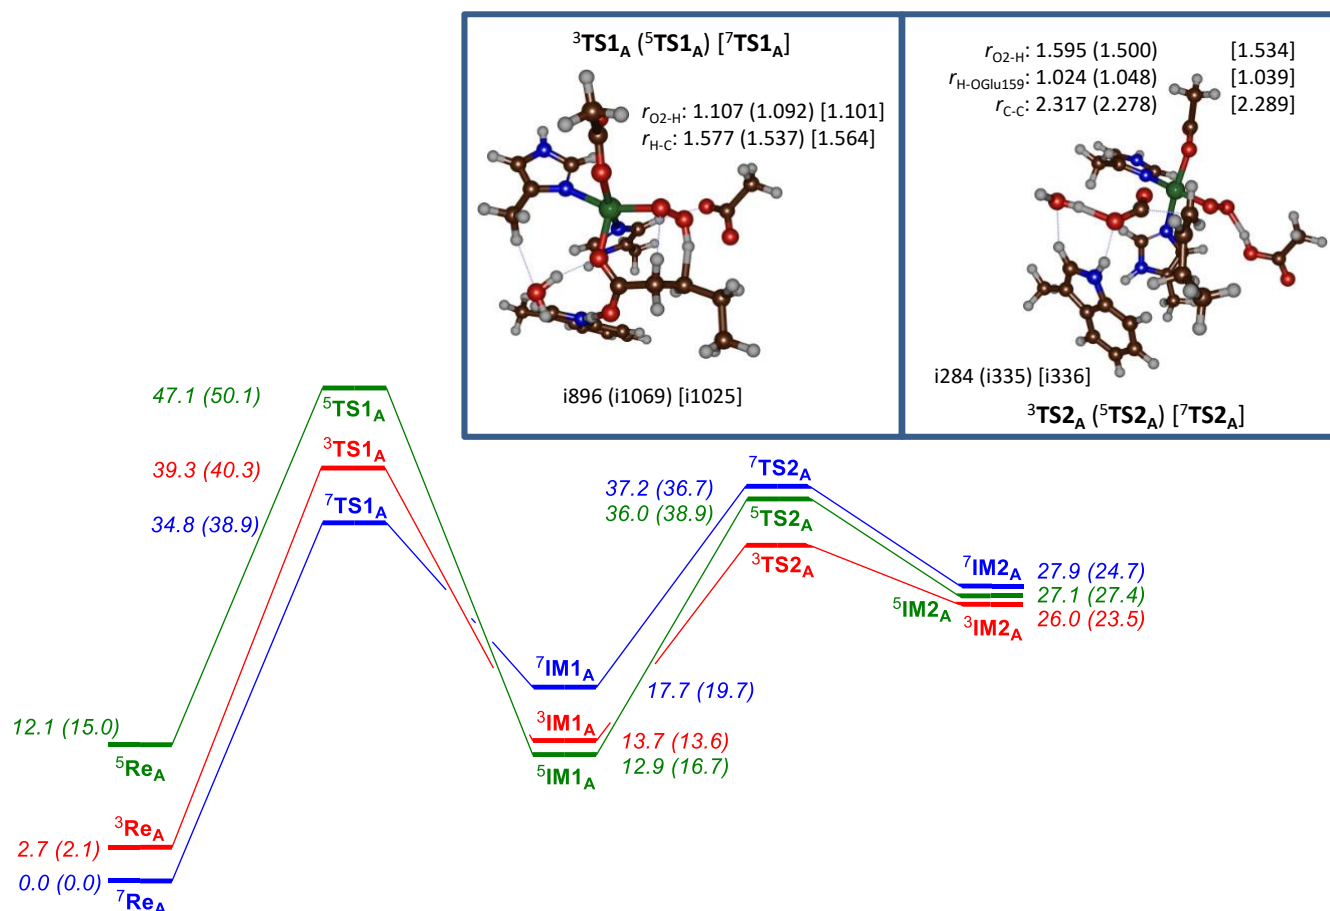 ³TS1A (⁵TS1A) [⁷TS1A]
rO2-H: 1.107 (1.092) [1.101]
rH-C: 1.577 (1.537) [1.564]
i896 (i1069) [i1025]
rO2-H: 1.595 (1.500) [1.534]
rH-OGlu159: 1.024 (1.048) [1.039]
rC-C: 2.317 (2.278) [2.289]
i284 (i335) [i336]
³TS2A (⁵TS2A) [⁷TS2A]
47.1 (50.1)
⁵TS1A
³TS1A
39.3 (40.3)
⁷TS1A
34.8 (38.9)
⁷TS2A
37.2 (36.7)
36.0 (38.9)
⁵TS2A
³TS2A
⁷IM2A
27.9 (24.7)
27.1 (27.4)
⁵IM2A
26.0 (23.5)
³IM2A
⁷IM1A
17.7 (19.7)
³IM1A
13.7 (13.6)
12.9 (16.7)
⁵IM1A
12.1 (15.0)
⁵ReA
³ReA
2.7 (2.1)
0.0 (0.0)
⁷ReA